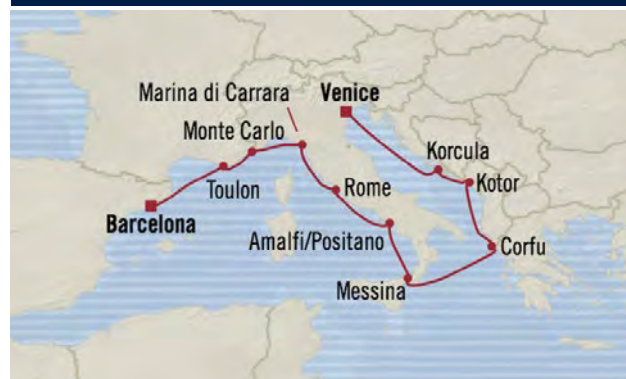 Marina di Carrara
Venice
Monte Carlo
Korcula
Toulon
Rome
Kotor
Barcelona
Amalfi/Positano
Corfu
Messina